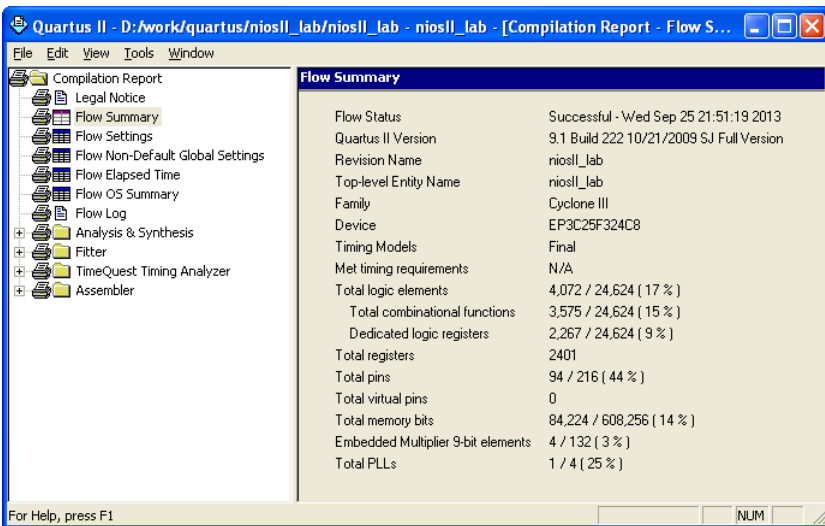 Quartus II - D:/work/quartus/niosII_lab/niosII_lab - niosII_lab - [Compilation Report - Flow S...
File Edit View Tools Window
Compilation Report
Legal Notice
Flow Summary
Flow Settings
Flow Non-Default Global Settings
Flow Elapsed Time
Flow OS Summary
Flow Log
Analysis & Synthesis
Fitter
TimeQuest Timing Analyzer
Assembler
Flow Summary
Flow Status Successful - Wed Sep 25 21:51:19 2013
Quartus II Version 9.1 Build 222 10/21/2009 SJ Full Version
Revision Name niosII_lab
Top-level Entity Name niosII_lab
Family Cyclone III
Device EP3C25F324C8
Timing Models Final
Met timing requirements N/A
Total logic elements 4,072 / 24,624 ( 17 % )
Total combinational functions 3,575 / 24,624 ( 15 % )
Dedicated logic registers 2,267 / 24,624 ( 9 % )
Total registers 2401
Total pins 94 / 216 ( 44 % )
Total virtual pins 0
Total memory bits 84,224 / 608,256 ( 14 % )
Embedded Multiplier 9-bit elements 4 / 132 ( 3 % )
Total PLLs 1 / 4 ( 25 % )
For Help, press F1 NUM